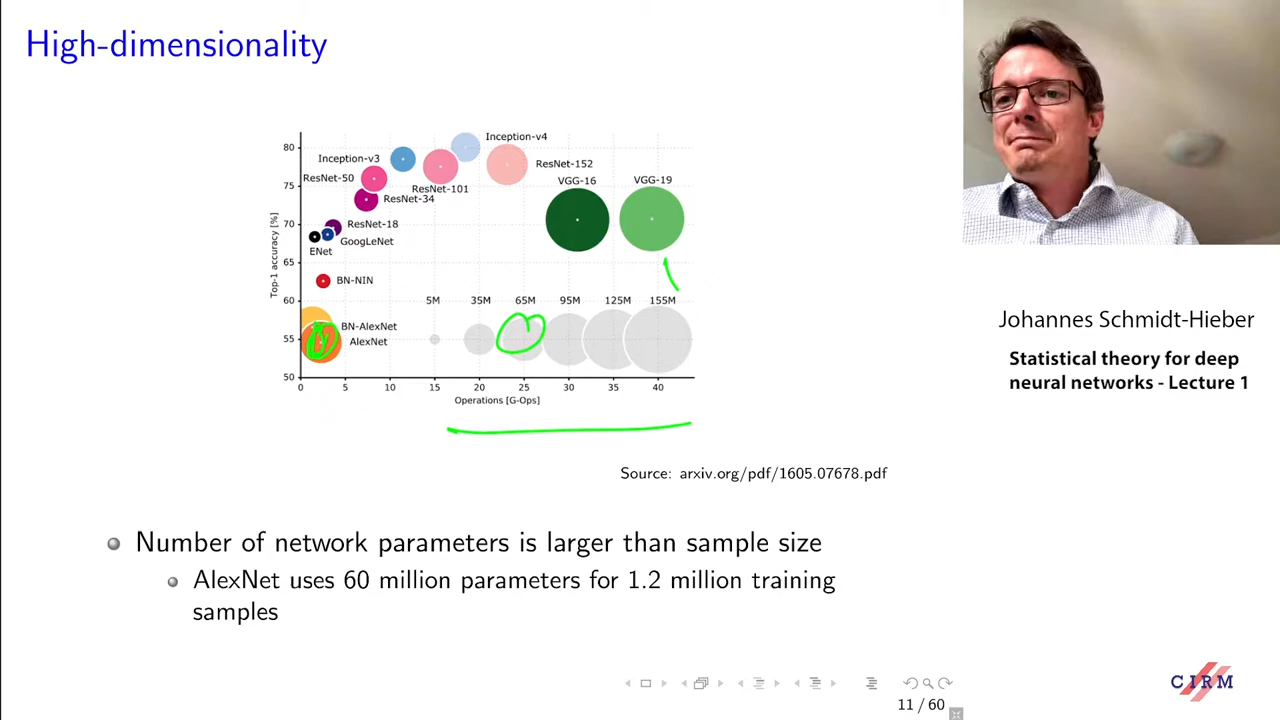 High-dimensionality
80
75
70
65
60
55
50
0 5 10 15 20 25 30 35 40
Top-1 accuracy [%]
Operations [G-Ops]
Inception-v4
Inception-v3
ResNet-152
ResNet-50
VGG-16 VGG-19
ResNet-101
ResNet-34
ResNet-18
GoogLeNet
ENet
BN-NIN
5M 35M 65M 95M 125M 155M
BN-AlexNet
AlexNet
Source: arxiv.org/pdf/1605.07678.pdf
Number of network parameters is larger than sample size
AlexNet uses 60 million parameters for 1.2 million training
samples
11 / 60
Johannes Schmidt-Hieber
Statistical theory for deep
neural networks - Lecture 1
CIRM